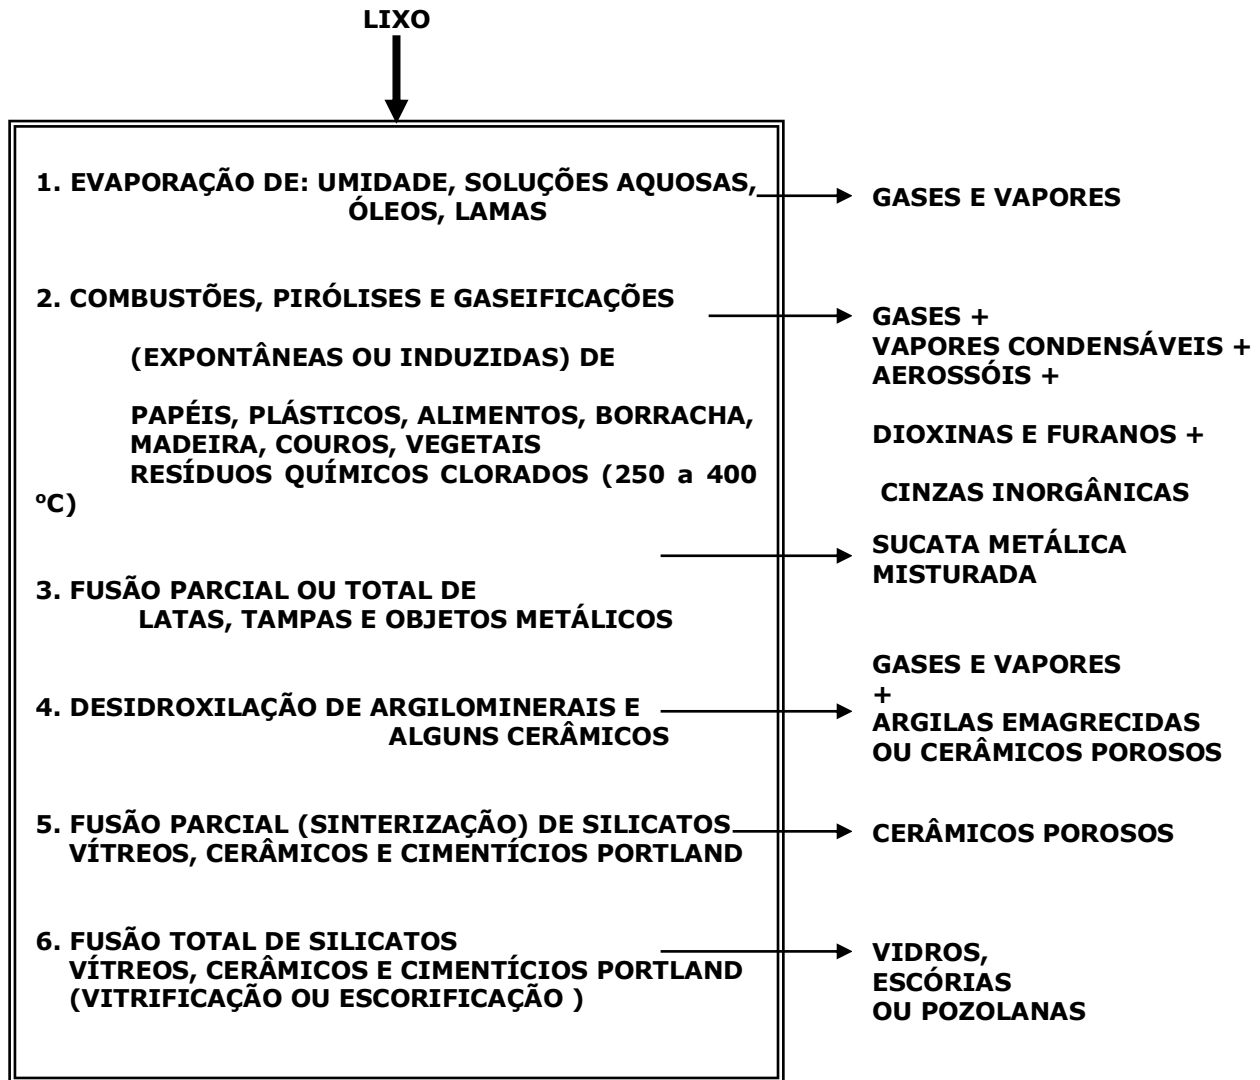 LIXO
1. EVAPORAÇÃO DE: UMIDADE, SOLUÇÕES AQUOSAS,
ÓLEOS, LAMAS
GASES E VAPORES
2. COMBUSTÕES, PIRÓLISES E GASEIFICAÇÕES
(EXPONTÂNEAS OU INDUZIDAS) DE
PAPÉIS, PLÁSTICOS, ALIMENTOS, BORRACHA,
MADEIRA, COUROS, VEGETAIS
RESÍDUOS QUÍMICOS CLORADOS (250 a 400
ºC)
GASES +
VAPORES CONDENSÁVEIS +
AEROSSÓIS +
DIOXINAS E FURANOS +
CINZAS INORGÂNICAS
3. FUSÃO PARCIAL OU TOTAL DE
LATAS, TAMPAS E OBJETOS METÁLICOS
SUCATA METÁLICA
MISTURADA
4. DESIDROXILAÇÃO DE ARGILOMINERAIS E
ALGUNS CERÂMICOS
GASES E VAPORES
+
ARGILAS EMAGRECIDAS
OU CERÂMICOS POROSOS
5. FUSÃO PARCIAL (SINTERIZAÇÃO) DE SILICATOS
VÍTREOS, CERÂMICOS E CIMENTÍCIOS PORTLAND
CERÂMICOS POROSOS
6. FUSÃO TOTAL DE SILICATOS
VÍTREOS, CERÂMICOS E CIMENTÍCIOS PORTLAND
(VITRIFICAÇÃO OU ESCORIFICAÇÃO )
VIDROS,
ESCÓRIAS
OU POZOLANAS